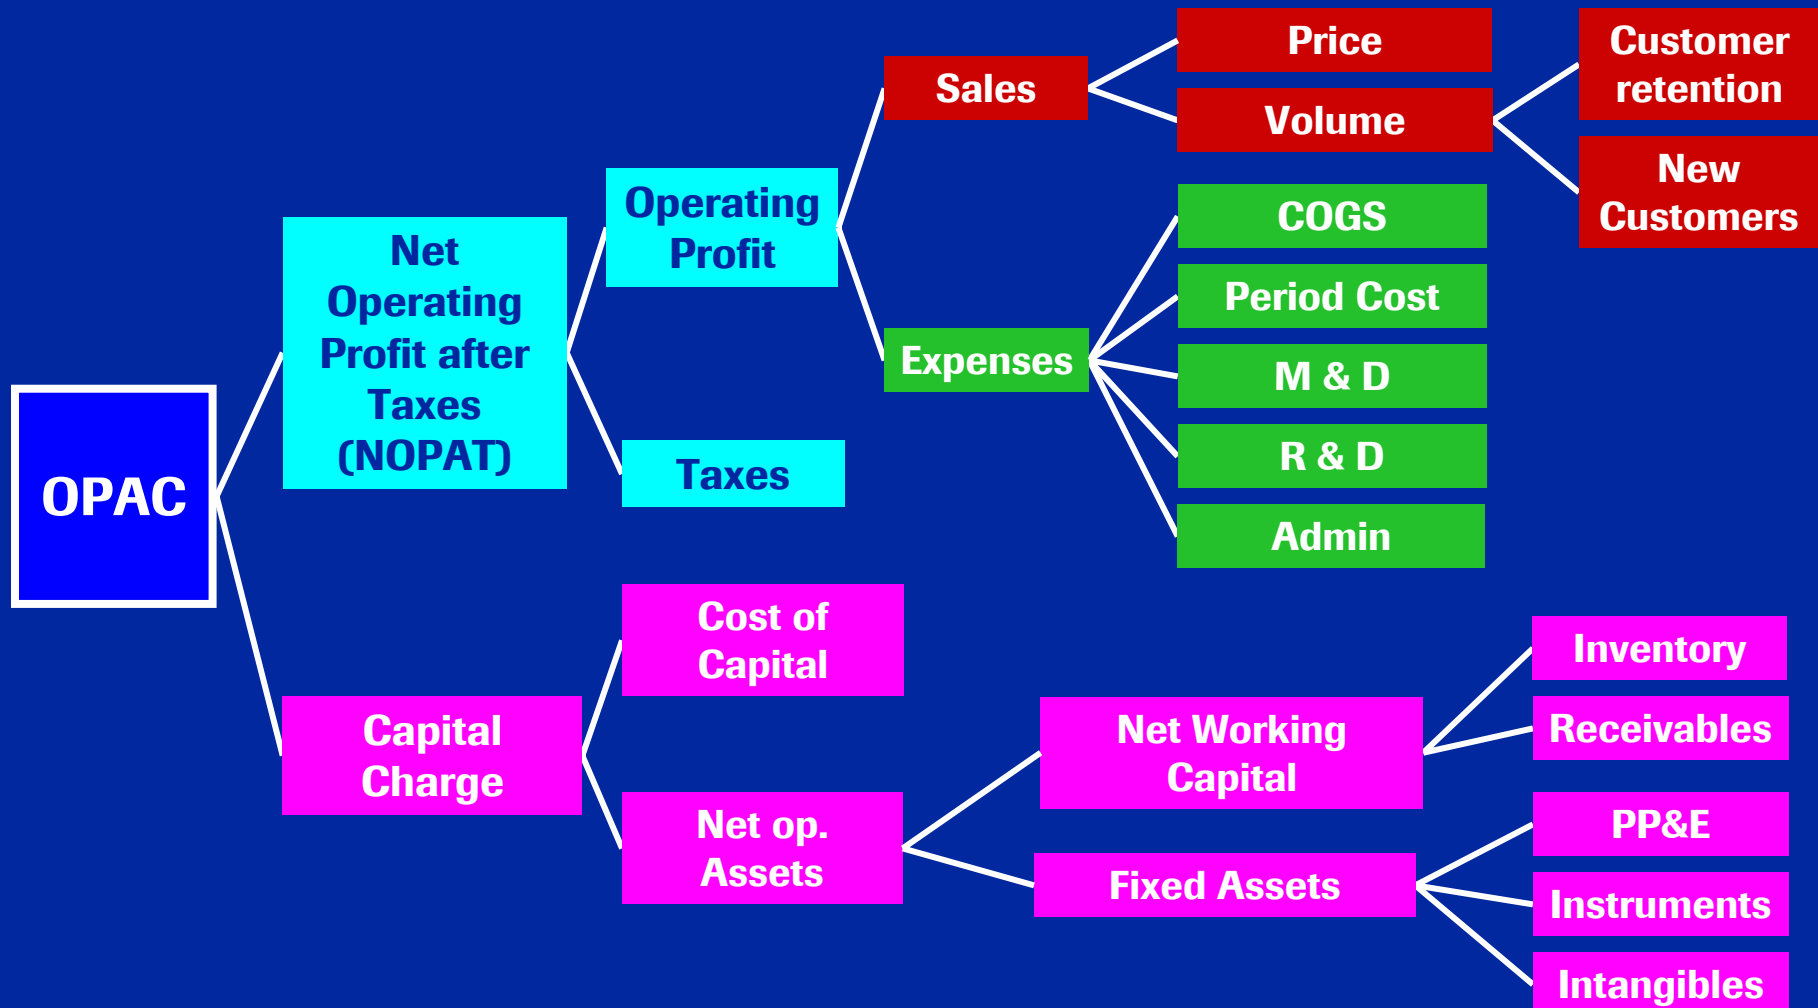 OPAC
Net
Operating
Profit after
Taxes
(NOPAT)
Capital
Charge
Operating
Profit
Taxes
Cost of
Capital
Net op.
Assets
Sales
Expenses
Price
Volume
COGS
Period Cost
M & D
R & D
Admin
Net Working
Capital
Fixed Assets
Customer
retention
New
Customers
Inventory
Receivables
PP&E
Instruments
Intangibles